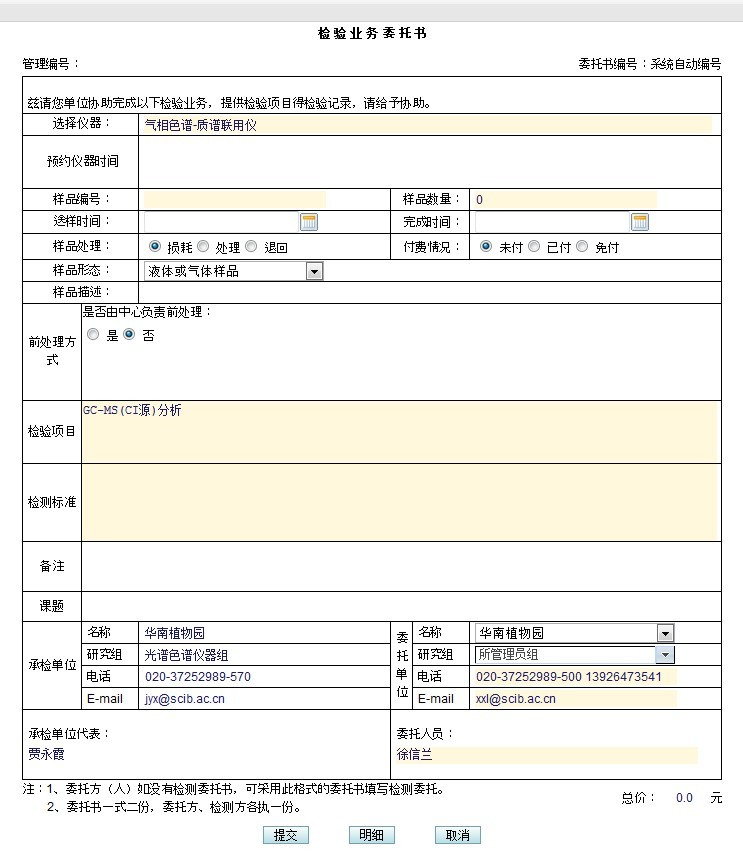 检验业务委托书
管理编号： 委托书编号：系统自动编号
兹请您单位协助完成以下检验业务，提供检验项目得检验记录，请给予协助。
选择仪器： 气相色谱-质谱联用仪
预约仪器时间
样品编号： 样品数量： 0
送样时间： 完成时间：
样品处理： 损耗 处理 退回 付费情况： 未付 已付 免付
样品形态： 液体或气体样品
样品描述：
前处理方式 是否由中心负责前处理：
是 否
检验项目 GC-MS(CI源)分析
检测标准
备注
课题
承检单位 名称 华南植物园 委托单位 名称 华南植物园
研究组 光谱色谱仪器组 研究组 所管理员组
电话 020-37252989-570 电话 020-37252989-500 13926473541
E-mail jyx@scib.ac.cn E-mail xxl@scib.ac.cn
承检单位代表： 委托人员：
贾永霞 徐信兰
注：1、委托方（人）如没有检测委托书，可采用此格式的委托书填写检测委托。
2、委托书一式二份，委托方、检测方各执一份。 总价： 0.0 元
提交 明细 取消